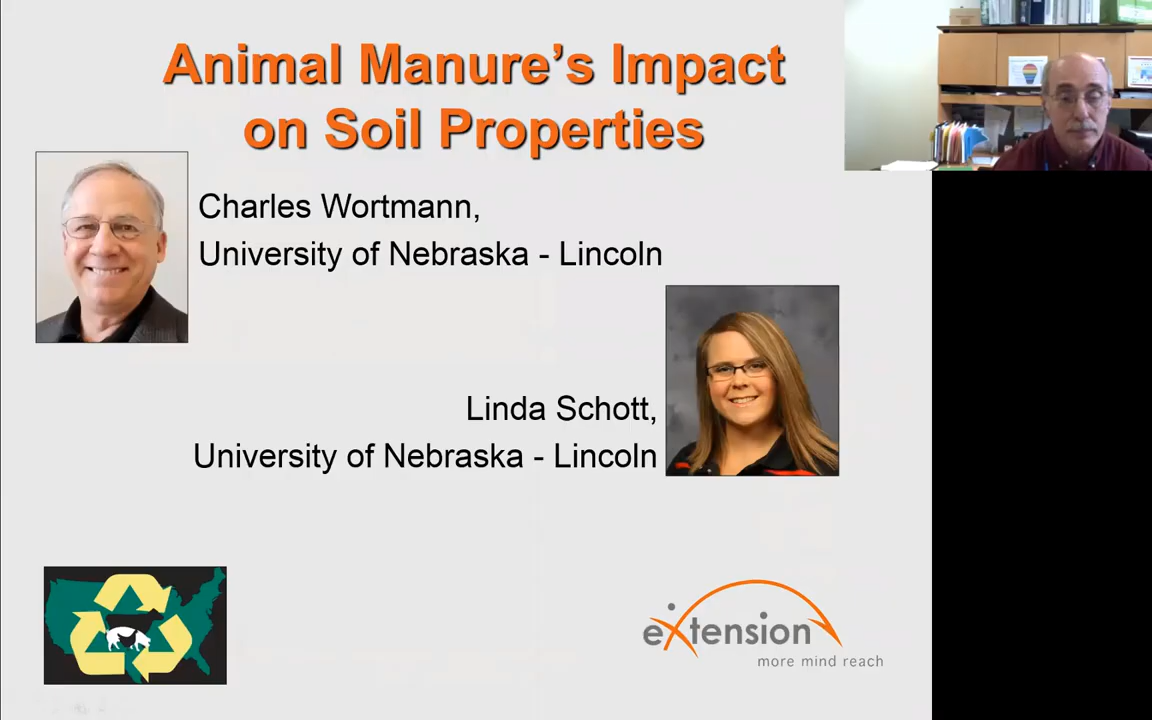 Animal Manure's Impact
on Soil Properties
Charles Wortmann,
University of Nebraska - Lincoln
Linda Schott,
University of Nebraska - Lincoln
eXtension
more mind reach